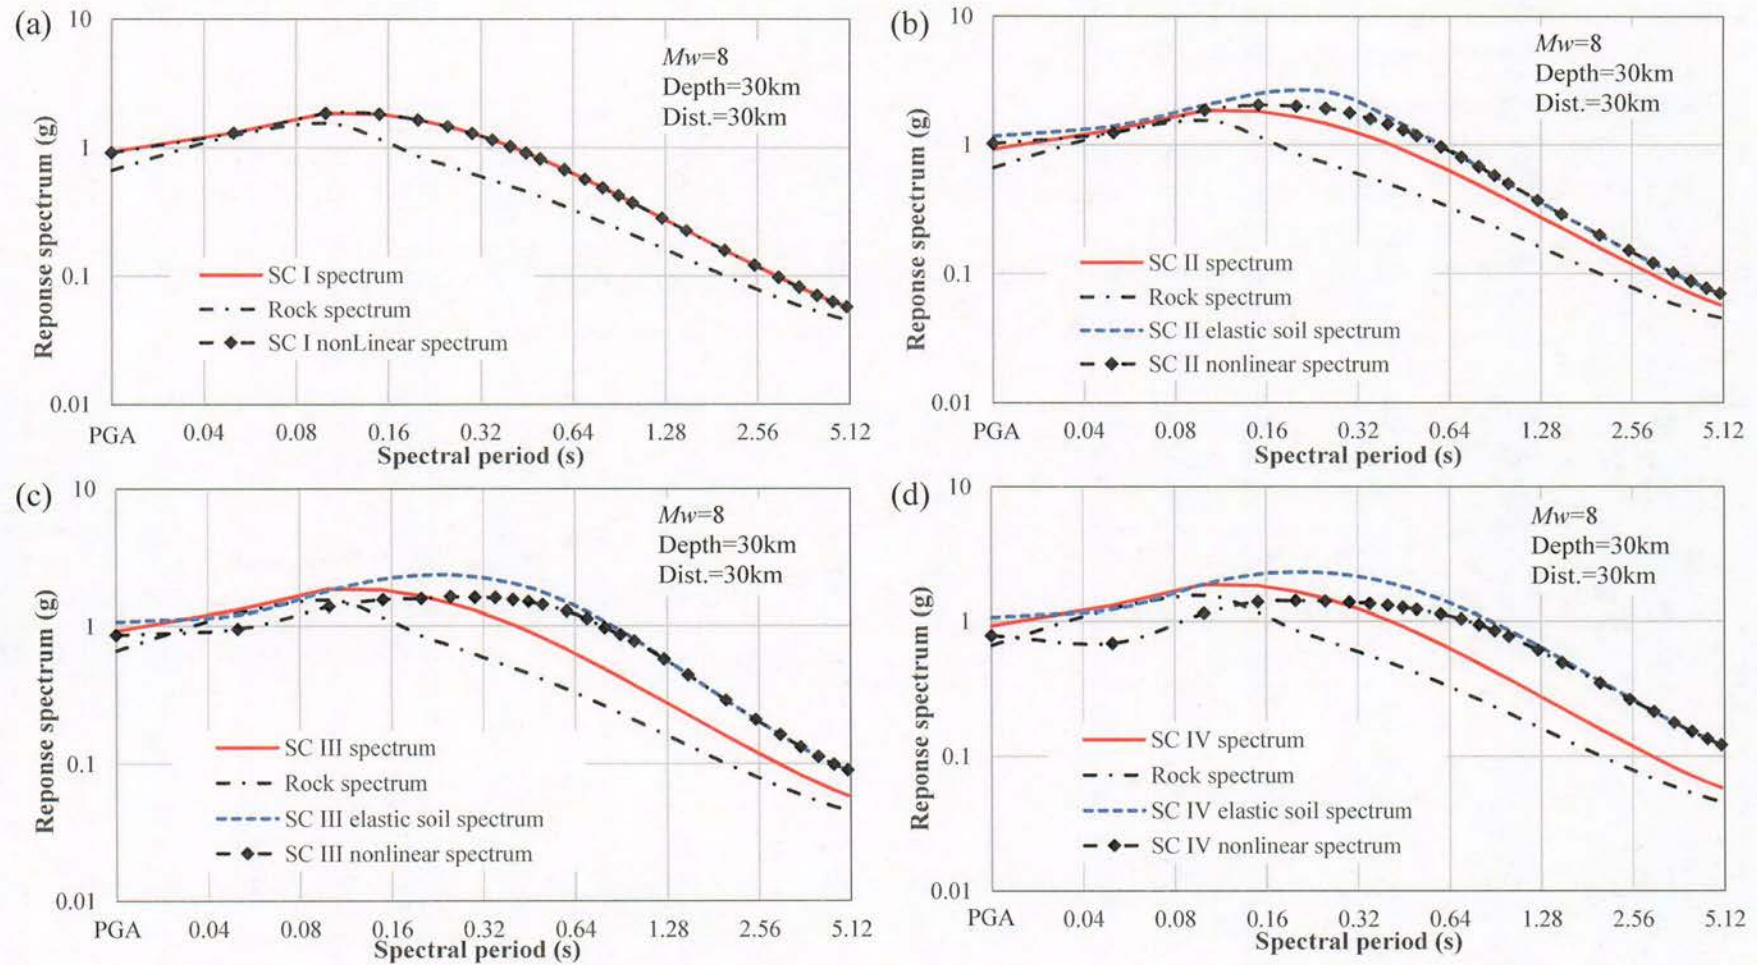 (a)
10
1
0.1
0.01
Reponse spectrum (g)
Mw=8
Depth=30km
Dist.=30km
SC I spectrum
Rock spectrum
SC I nonLinear spectrum
PGA 0.04 0.08 0.16 0.32 0.64 1.28 2.56 5.12
Spectral period (s)
(b)
10
1
0.1
0.01
Reponse spectrum (g)
Mw=8
Depth=30km
Dist.=30km
SC II spectrum
Rock spectrum
SC II elastic soil spectrum
SC II nonlinear spectrum
PGA 0.04 0.08 0.16 0.32 0.64 1.28 2.56 5.12
Spectral period (s)
(c)
10
1
0.1
0.01
Reponse spectrum (g)
Mw=8
Depth=30km
Dist.=30km
SC III spectrum
Rock spectrum
SC III elastic soil spectrum
SC III nonlinear spectrum
PGA 0.04 0.08 0.16 0.32 0.64 1.28 2.56 5.12
Spectral period (s)
(d)
10
1
0.1
0.01
Reponse spectrum (g)
Mw=8
Depth=30km
Dist.=30km
SC IV spectrum
Rock spectrum
SC IV elastic soil spectrum
SC IV nonlinear spectrum
PGA 0.04 0.08 0.16 0.32 0.64 1.28 2.56 5.12
Spectral period (s)